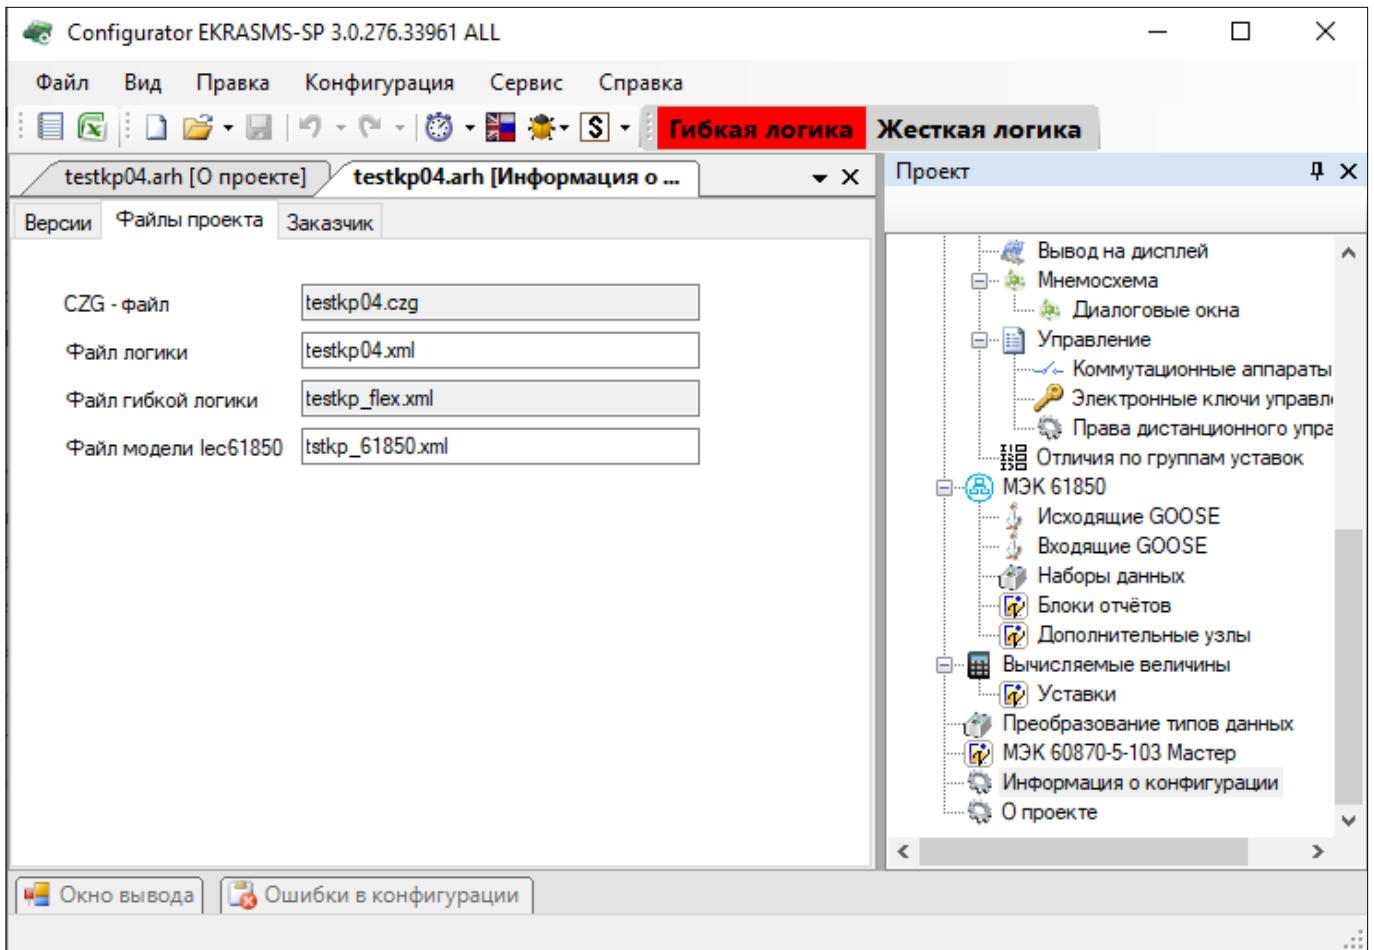 Configurator EKRASMS-SP 3.0.276.33961 ALL
Файл Вид Правка Конфигурация Сервис Справка
Гибкая логика Жесткая логика
testkp04.arh [О проекте] testkp04.arh [Информация о ...
Проект
Версии Файлы проекта Заказчик
CZG - файл testkp04.czg
Файл логики testkp04.xml
Файл гибкой логики testkp_flex.xml
Файл модели Iec61850 tstkp_61850.xml
Вывод на дисплей
Мнемосхема
Диалоговые окна
Управление
Коммутационные аппараты
Электронные ключи управл
Права дистанционного упра
Отличия по группам уставок
МЭК 61850
Исходящие GOOSE
Входящие GOOSE
Наборы данных
Блоки отчётов
Дополнительные узлы
Вычисляемые величины
Уставки
Преобразование типов данных
МЭК 60870-5-103 Мастер
Информация о конфигурации
О проекте
Окно вывода Ошибки в конфигурации